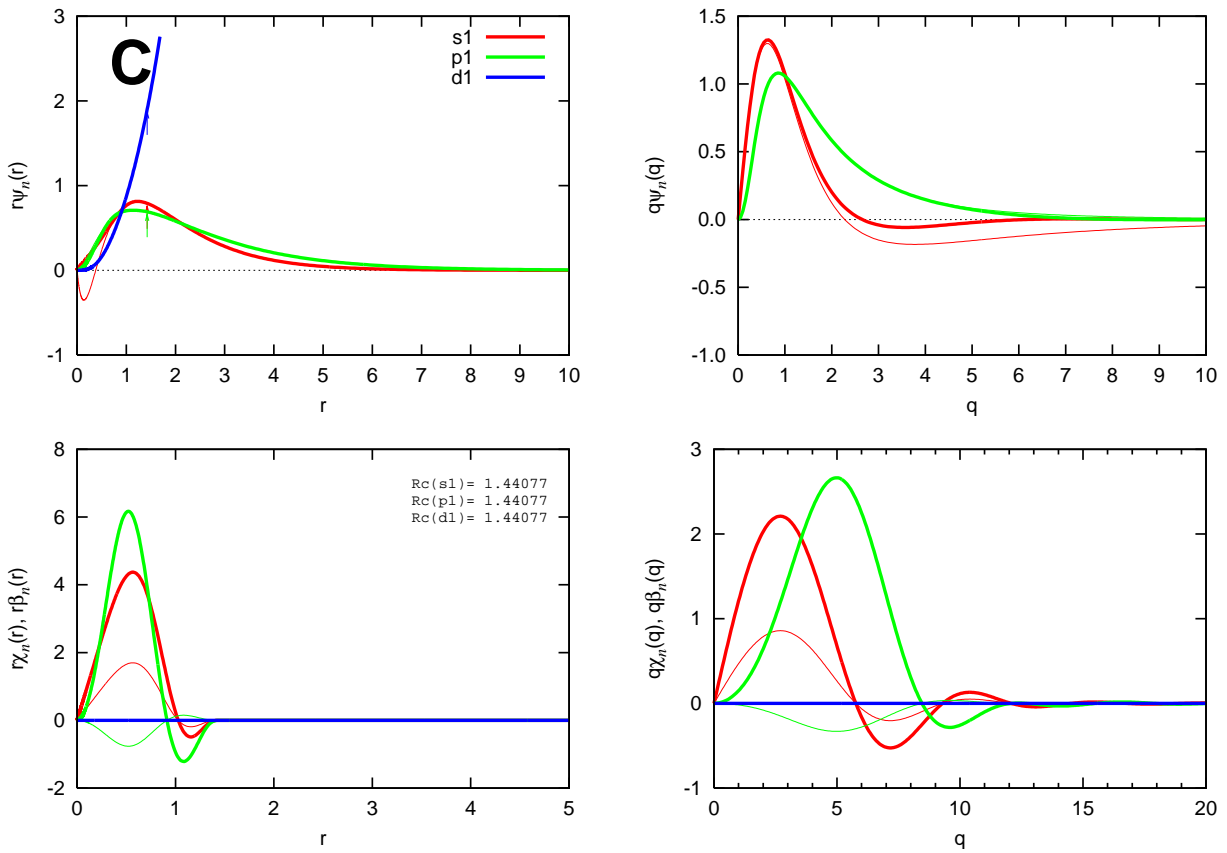 3
2
1
0
-1
0 1 2 3 4 5 6 7 8 9 10
r
rψn(r)
C
s1
p1
d1
1.5
1.0
0.5
0.0
-0.5
-1.0
0 1 2 3 4 5 6 7 8 9 10
q
qψn(q)
8
6
4
2
0
-2
0 1 2 3 4 5
r
rχn(r), rβn(r)
Rc(s1)= 1.44077
Rc(p1)= 1.44077
Rc(d1)= 1.44077
3
2
1
0
-1
0 5 10 15 20
q
qχn(q), qβn(q)